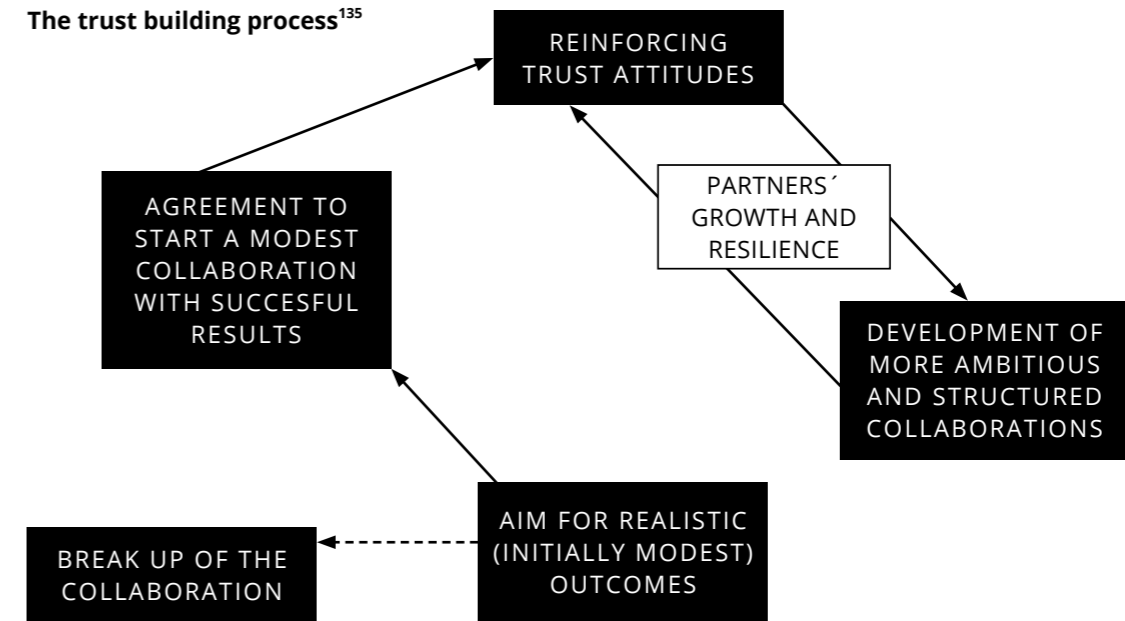 The trust building process¹³⁵
REINFORCING
TRUST ATTITUDES
PARTNERS´
GROWTH AND
RESILIENCE
AGREEMENT TO
START A MODEST
COLLABORATION
WITH SUCCESFUL
RESULTS
DEVELOPMENT OF
MORE AMBITIOUS
AND STRUCTURED
COLLABORATIONS
AIM FOR REALISTIC
(INITIALLY MODEST)
OUTCOMES
BREAK UP OF THE
COLLABORATION